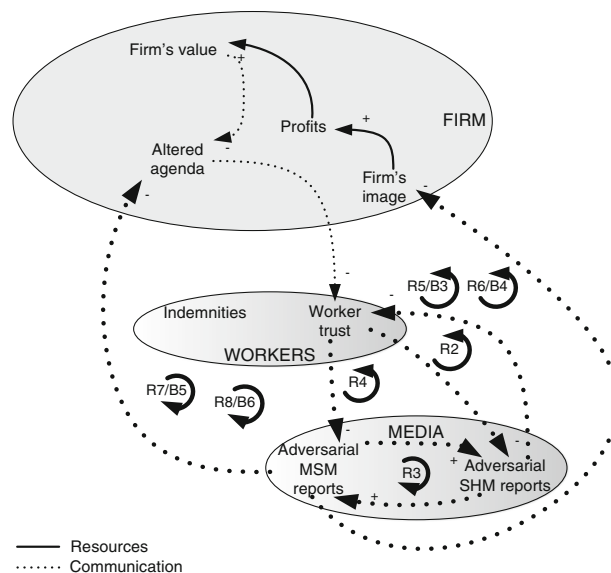 Firm's value
+
Profits
+
FIRM
-
Altered
agenda
Firm's
image
-
-
-
-
R5/B3
R6/B4
Indemnities
Worker
trust
WORKERS
R2
R4
R7/B5
R8/B6
-
MEDIA
-
Adversarial
MSM
reports
+
R3
Adversarial
SHM reports
+
Resources
Communication